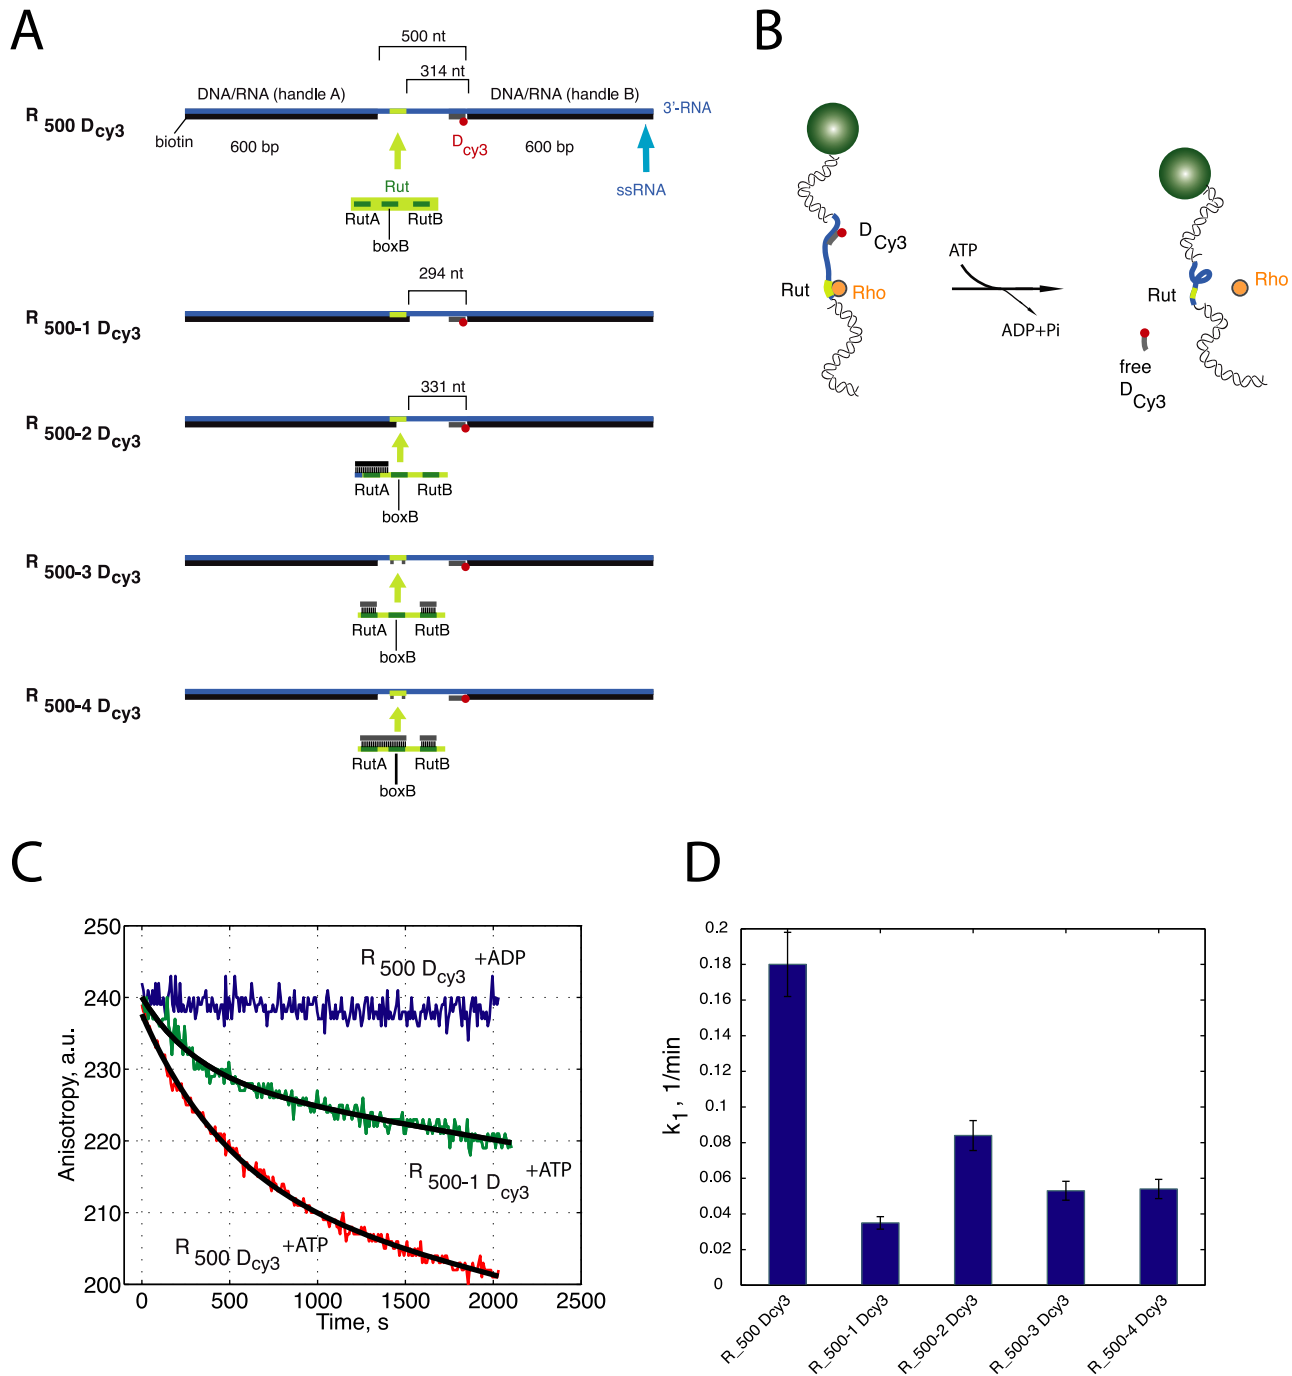 A
500 nt
314 nt
DNA/RNA (handle A)
DNA/RNA (handle B)
R 500 Dcy3
3'-RNA
biotin
600 bp
Dcy3
600 bp
Rut
ssRNA
RutA
RutB
boxB
294 nt
R 500-1 Dcy3
331 nt
R 500-2 Dcy3
RutA
RutB
boxB
R 500-3 Dcy3
RutA
RutB
boxB
R 500-4 Dcy3
RutA
RutB
boxB
B
D Cy3
Rut
Rho
ATP
ADP+Pi
Rut
Rho
free
D Cy3
C
Anisotropy, a.u.
250
240
230
220
210
200
R 500 Dcy3 +ADP
R 500-1 Dcy3 +ATP
R 500 Dcy3 +ATP
0
500
1000
1500
2000
2500
Time, s
D
k1 , 1/min
0.2
0.18
0.16
0.14
0.12
0.1
0.08
0.06
0.04
0.02
0
R_500 Dcy3
R_500-1 Dcy3
R_500-2 Dcy3
R_500-3 Dcy3
R_500-4 Dcy3